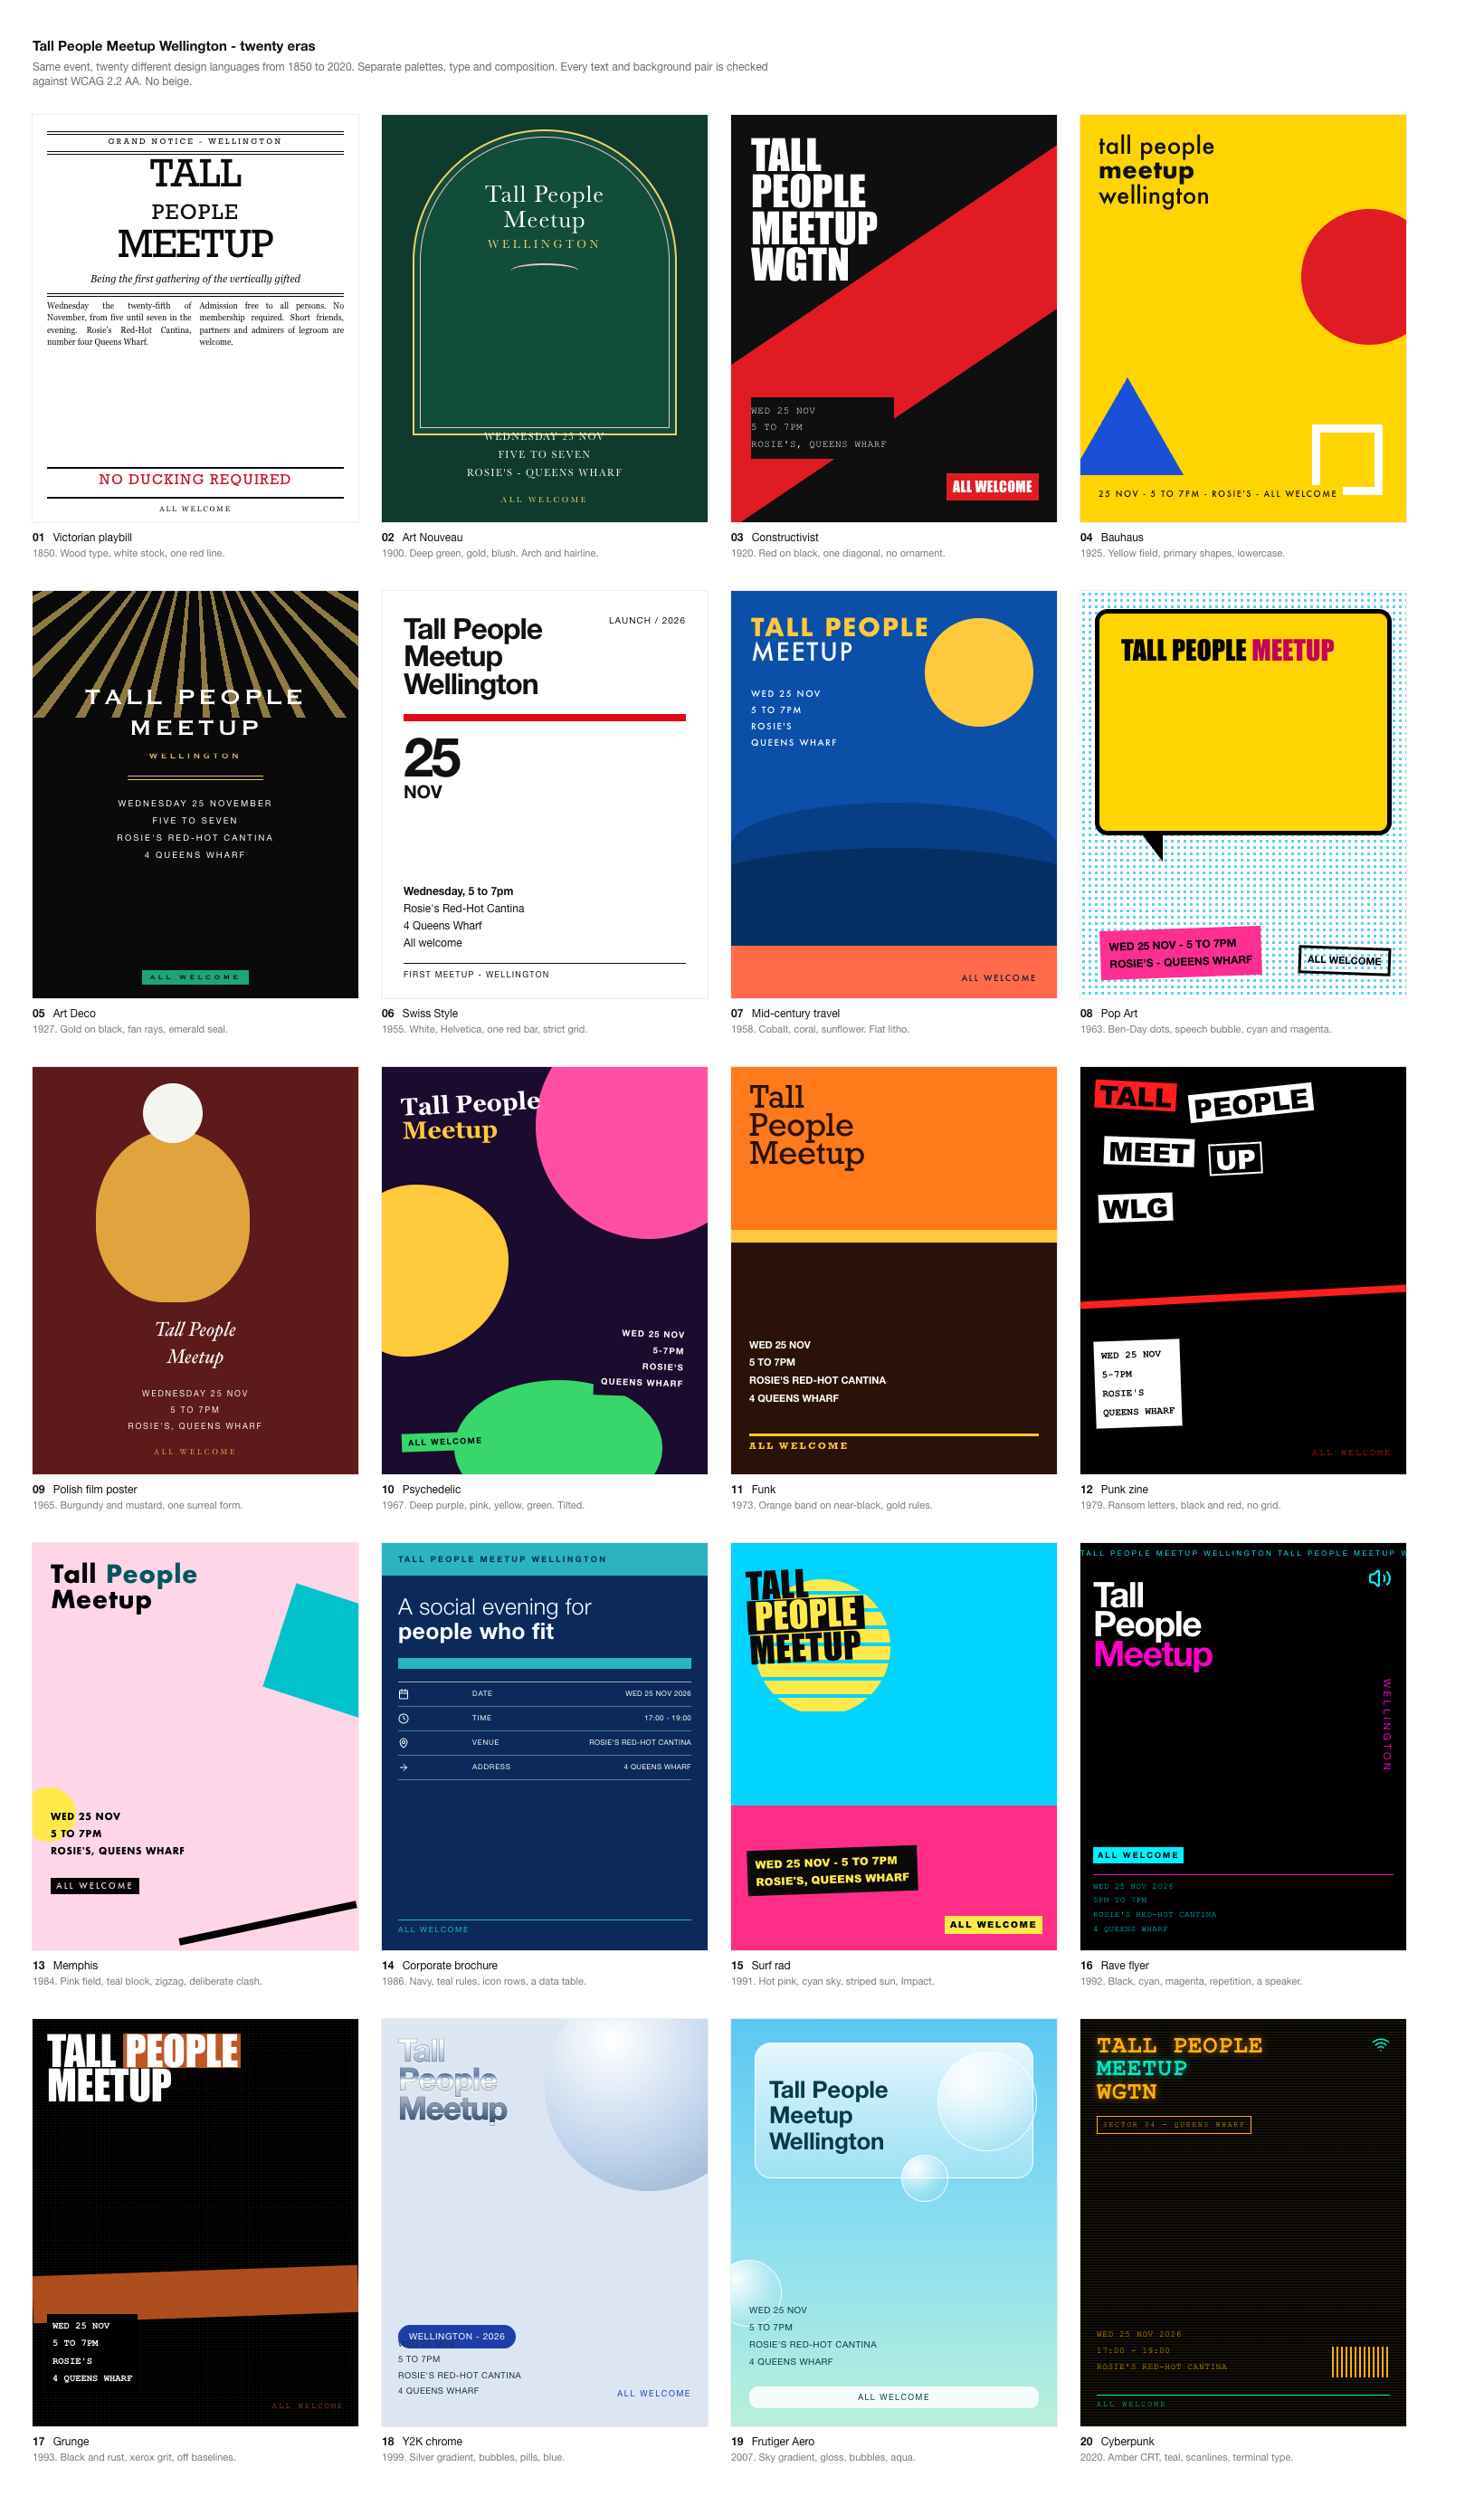 Tall People Meetup Wellington - twenty eras
Same event, twenty different design languages from 1850 to 2020. Separate palettes, type and composition. Every text and background pair is checked
against WCAG 2.2 AA. No beige.
GRAND NOTICE - WELLINGTON
TALL
PEOPLE
MEETUP
Being the first gathering of the vertically gifted
Wednesday the twenty-fifth of
November, from five until seven in the
evening. Rosie's Red-Hot Cantina,
number four Queens Wharf.
Admission free to all persons. No
membership required. Short friends,
partners and admirers of legroom are
welcome.
NO DUCKING REQUIRED
ALL WELCOME
01 Victorian playbill
1850. Wood type, white stock, one red line.
Tall People
Meetup
WELLINGTON
WEDNESDAY 25 NOV
FIVE TO SEVEN
ROSIE'S - QUEENS WHARF
ALL WELCOME
02 Art Nouveau
1900. Deep green, gold, blush. Arch and hairline.
TALL
PEOPLE
MEETUP
WGTN
WED 25 NOV
5 TO 7PM
ROSIE'S, QUEENS WHARF
ALL WELCOME
03 Constructivist
1920. Red on black, one diagonal, no ornament.
tall people
meetup
wellington
25 NOV - 5 TO 7PM - ROSIE'S - ALL WELCOME
04 Bauhaus
1925. Yellow field, primary shapes, lowercase.
TALL PEOPLE
MEETUP
WELLINGTON
WEDNESDAY 25 NOVEMBER
FIVE TO SEVEN
ROSIE'S RED-HOT CANTINA
4 QUEENS WHARF
ALL WELCOME
05 Art Deco
1927. Gold on black, fan rays, emerald seal.
Tall People
Meetup
Wellington
LAUNCH / 2026
25
NOV
Wednesday, 5 to 7pm
Rosie's Red-Hot Cantina
4 Queens Wharf
All welcome
FIRST MEETUP - WELLINGTON
06 Swiss Style
1955. White, Helvetica, one red bar, strict grid.
TALL PEOPLE
MEETUP
WED 25 NOV
5 TO 7PM
ROSIE'S
QUEENS WHARF
ALL WELCOME
07 Mid-century travel
1958. Cobalt, coral, sunflower. Flat litho.
TALL PEOPLE MEETUP
WED 25 NOV - 5 TO 7PM
ROSIE'S - QUEENS WHARF
ALL WELCOME
08 Pop Art
1963. Ben-Day dots, speech bubble, cyan and magenta.
Tall People
Meetup
WEDNESDAY 25 NOV
5 TO 7PM
ROSIE'S, QUEENS WHARF
ALL WELCOME
09 Polish film poster
1965. Burgundy and mustard, one surreal form.
Tall People
Meetup
WED 25 NOV
5-7PM
ROSIE'S
QUEENS WHARF
ALL WELCOME
10 Psychedelic
1967. Deep purple, pink, yellow, green. Tilted.
Tall
People
Meetup
WED 25 NOV
5 TO 7PM
ROSIE'S RED-HOT CANTINA
4 QUEENS WHARF
ALL WELCOME
11 Funk
1973. Orange band on near-black, gold rules.
TALL PEOPLE
MEET UP
WLG
WED 25 NOV
5-7PM
ROSIE'S
QUEENS WHARF
ALL WELCOME
12 Punk zine
1979. Ransom letters, black and red, no grid.
Tall People
Meetup
WED 25 NOV
5 TO 7PM
ROSIE'S, QUEENS WHARF
ALL WELCOME
13 Memphis
1984. Pink field, teal block, zigzag, deliberate clash.
TALL PEOPLE MEETUP WELLINGTON
A social evening for
people who fit
DATE WED 25 NOV 2026
TIME 17:00 - 19:00
VENUE ROSIE'S RED-HOT CANTINA
ADDRESS 4 QUEENS WHARF
ALL WELCOME
14 Corporate brochure
1986. Navy, teal rules, icon rows, a data table.
TALL
PEOPLE
MEETUP
WED 25 NOV - 5 TO 7PM
ROSIE'S, QUEENS WHARF
ALL WELCOME
15 Surf rad
1991. Hot pink, cyan sky, striped sun, Impact.
TALL PEOPLE MEETUP WELLINGTON TALL PEOPLE MEETUP W
Tall
People
Meetup
WELLINGTON
ALL WELCOME
WED 25 NOV 2026
5PM TO 7PM
ROSIE'S RED-HOT CANTINA
4 QUEENS WHARF
16 Rave flyer
1992. Black, cyan, magenta, repetition, a speaker.
TALL PEOPLE
MEETUP
WED 25 NOV
5 TO 7PM
ROSIE'S
4 QUEENS WHARF
ALL WELCOME
17 Grunge
1993. Black and rust, xerox grit, off baselines.
Tall
People
Meetup
WELLINGTON - 2026
5 TO 7PM
ROSIE'S RED-HOT CANTINA
4 QUEENS WHARF
ALL WELCOME
18 Y2K chrome
1999. Silver gradient, bubbles, pills, blue.
Tall People
Meetup
Wellington
WED 25 NOV
5 TO 7PM
ROSIE'S RED-HOT CANTINA
4 QUEENS WHARF
ALL WELCOME
19 Frutiger Aero
2007. Sky gradient, gloss, bubbles, aqua.
TALL PEOPLE
MEETUP
WGTN
SECTOR 04 - QUEENS WHARF
WED 25 NOV 2026
17:00 - 19:00
ROSIE'S RED-HOT CANTINA
ALL WELCOME
20 Cyberpunk
2020. Amber CRT, teal, scanlines, terminal type.